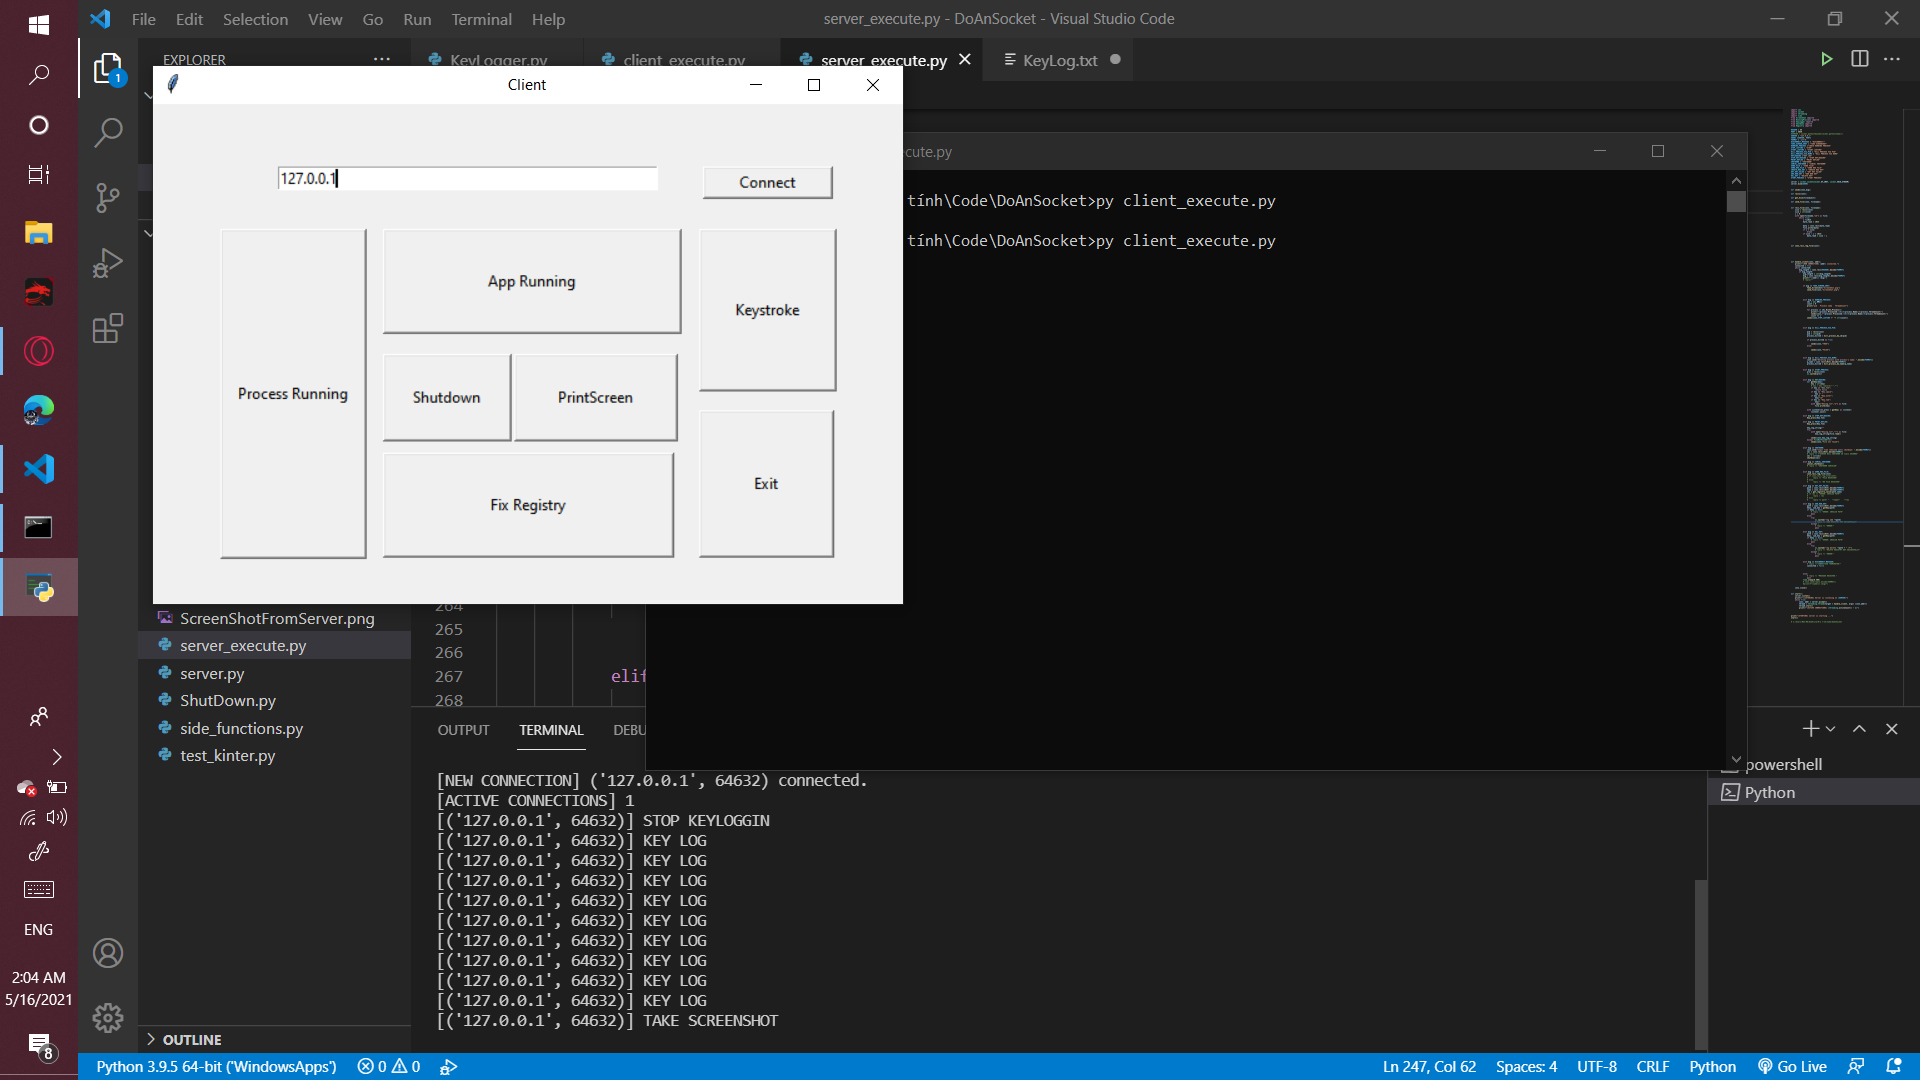 File Edit Selection View Go Run Terminal Help
server_execute.py - DoAnSocket - Visual Studio Code
EXPLORER
KeyLogger.py
client_execute.py
server_execute.py
KeyLog.txt
1
Client
127.0.0.1
Connect
App Running
Keystroke
Process Running
Shutdown
PrintScreen
Fix Registry
Exit
cute.py
tính\Code\DoAnSocket>py client_execute.py
tính\Code\DoAnSocket>py client_execute.py
ScreenShotFromServer.png
server_execute.py
server.py
ShutDown.py
side_functions.py
test_kinter.py
264
265
266
267 elif
268
OUTPUT TERMINAL DEBU
powershell
Python
[NEW CONNECTION] ('127.0.0.1', 64632) connected.
[ACTIVE CONNECTIONS] 1
[('127.0.0.1', 64632)] STOP KEYLOGGIN
[('127.0.0.1', 64632)] KEY LOG
[('127.0.0.1', 64632)] KEY LOG
[('127.0.0.1', 64632)] KEY LOG
[('127.0.0.1', 64632)] KEY LOG
[('127.0.0.1', 64632)] KEY LOG
[('127.0.0.1', 64632)] KEY LOG
[('127.0.0.1', 64632)] KEY LOG
[('127.0.0.1', 64632)] KEY LOG
[('127.0.0.1', 64632)] KEY LOG
[('127.0.0.1', 64632)] TAKE SCREENSHOT
OUTLINE
ENG
2:04 AM
5/16/2021
8
Python 3.9.5 64-bit ('WindowsApps') 0 0
Ln 247, Col 62 Spaces: 4 UTF-8 CRLF Python Go Live